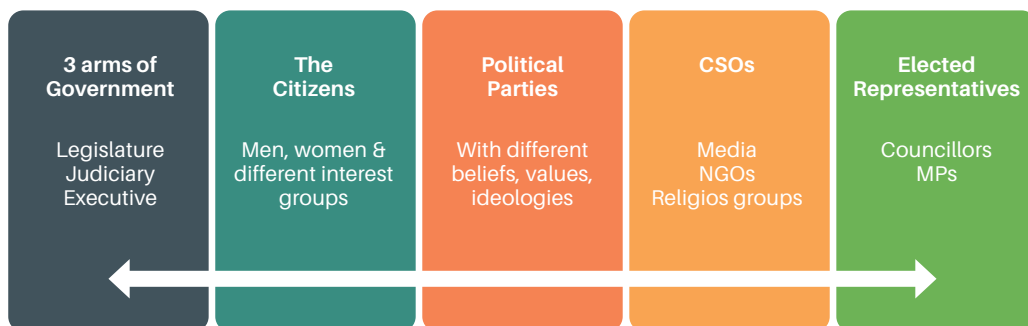 3 arms of
Government
Legislature
Judiciary
Executive
The
Citizens
Men, women &
different interest
groups
Political
Parties
With different
beliefs, values,
ideologies
CSOs
Media
NGOs
Religios groups
Elected
Representatives
Councillors
MPs